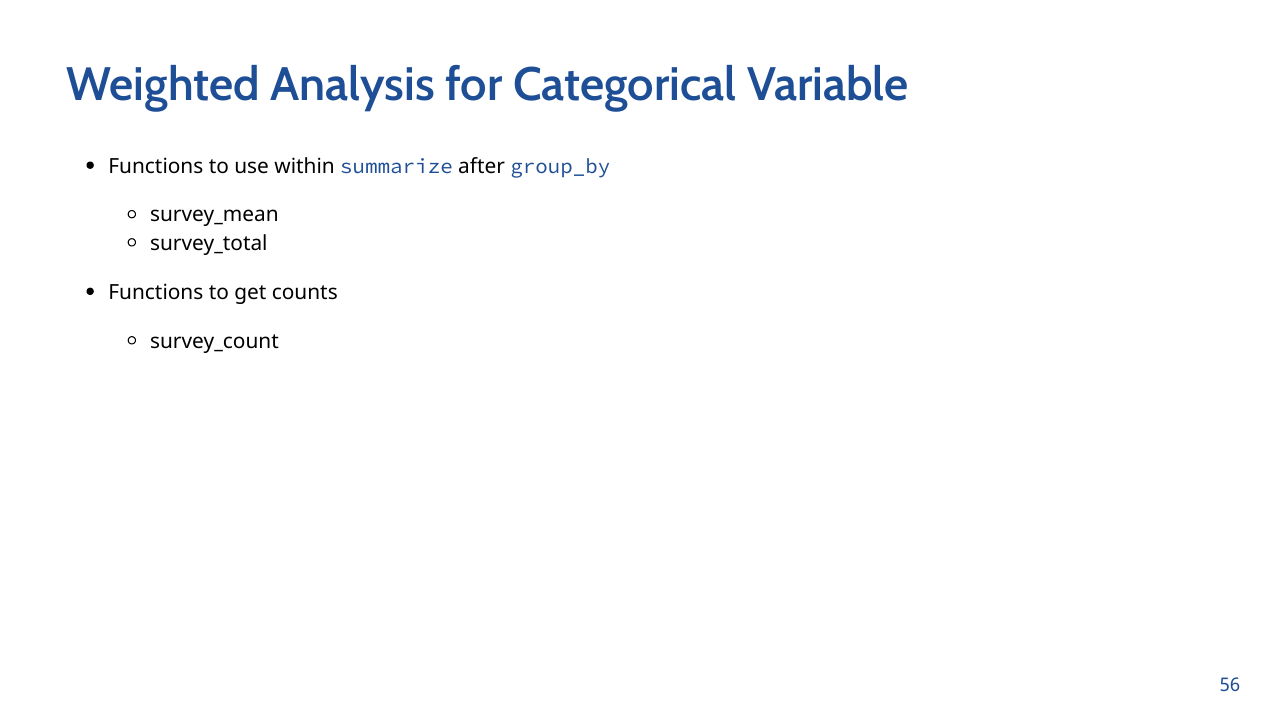 Weighted Analysis for Categorical Variable
Functions to use within summarize after group_by
survey_mean
survey_total
Functions to get counts
survey_count
56